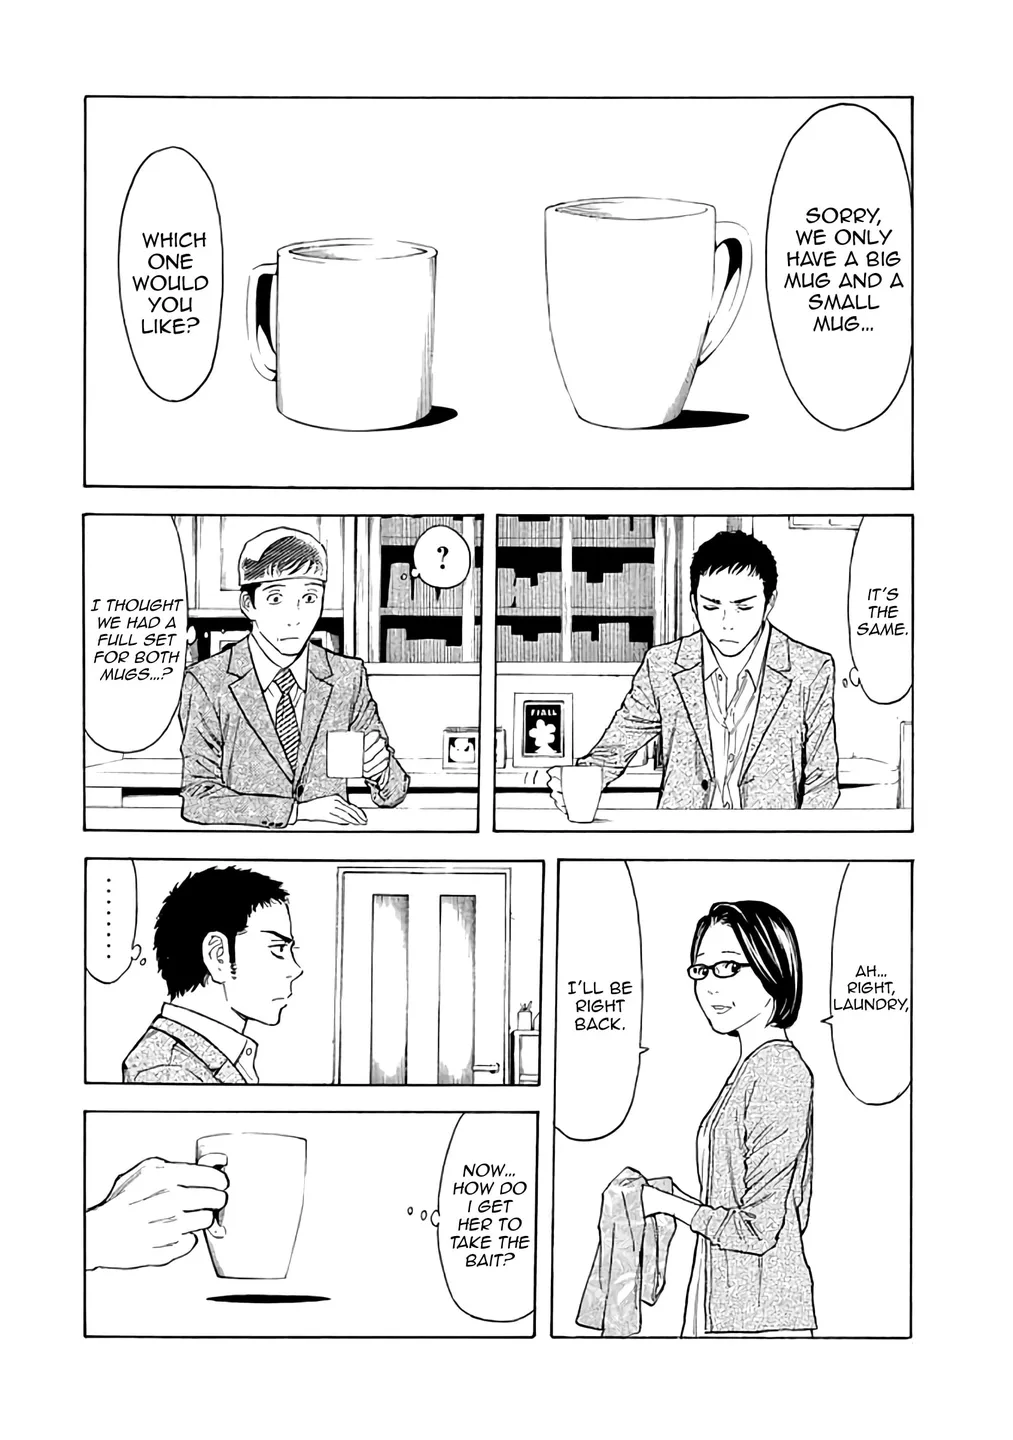 SORRY,
WE ONLY
HAVE A BIG
MUG AND A
SMALL
MUG...
WHICH
ONE
WOULD
YOU
LIKE?
IT'S
THE
SAME.
FIALL
?
I THOUGHT
WE HAD A
FULL SET
FOR BOTH
MUGS...?
.........
AH...
RIGHT,
LAUNDRY,
I'LL BE
RIGHT
BACK.
NOW...
HOW DO
I GET
HER TO
TAKE THE
BAIT?